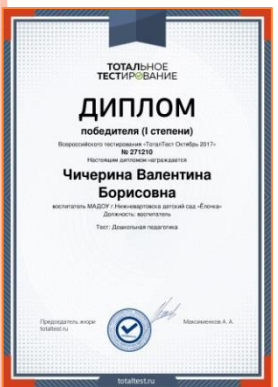 ТОТАЛЬНОЕ
ТЕСТИРОВАНИЕ
ДИПЛОМ
победителя (I степени)
Всероссийского тестирования «ТоталТест Октябрь 2017»
№ 271210
Настоящим дипломом награждается
Чичерина Валентина
Борисовна
воспитатель МАДОУ г.Нижневартовска детский сад «Ёлочка»
Должность: воспитатель
Тест: Дошкольная педагогика
Председатель жюри
totaltest.ru
Максименков А. А.
totaltest.ru